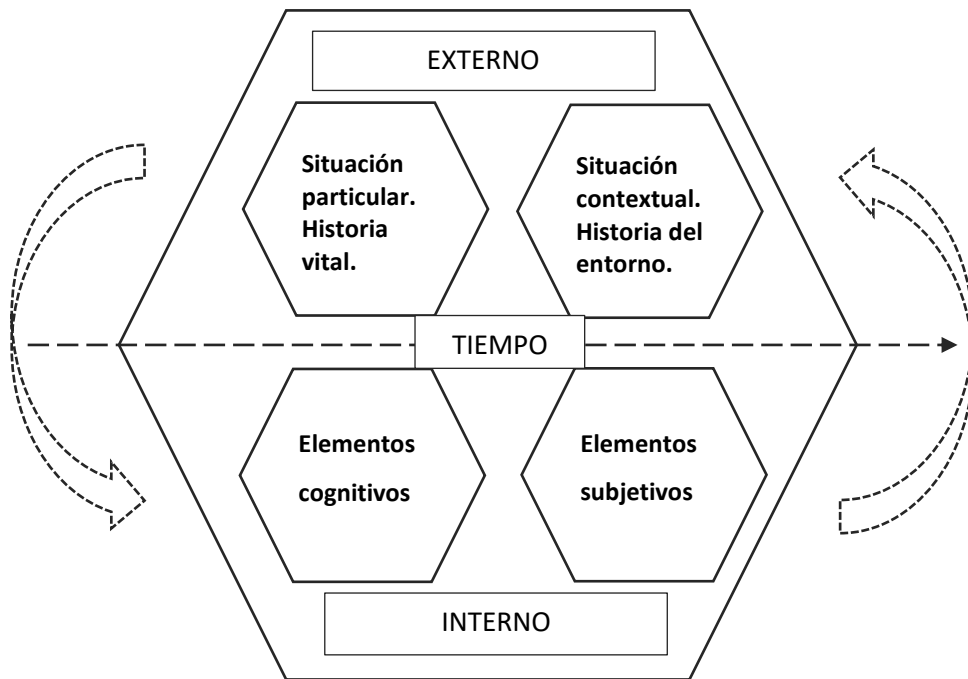 EXTERNO
Situación
particular.
Historia
vital.
Situación
contextual.
Historia del
entorno.
TIEMPO
Elementos
cognitivos
Elementos
subjetivos
INTERNO